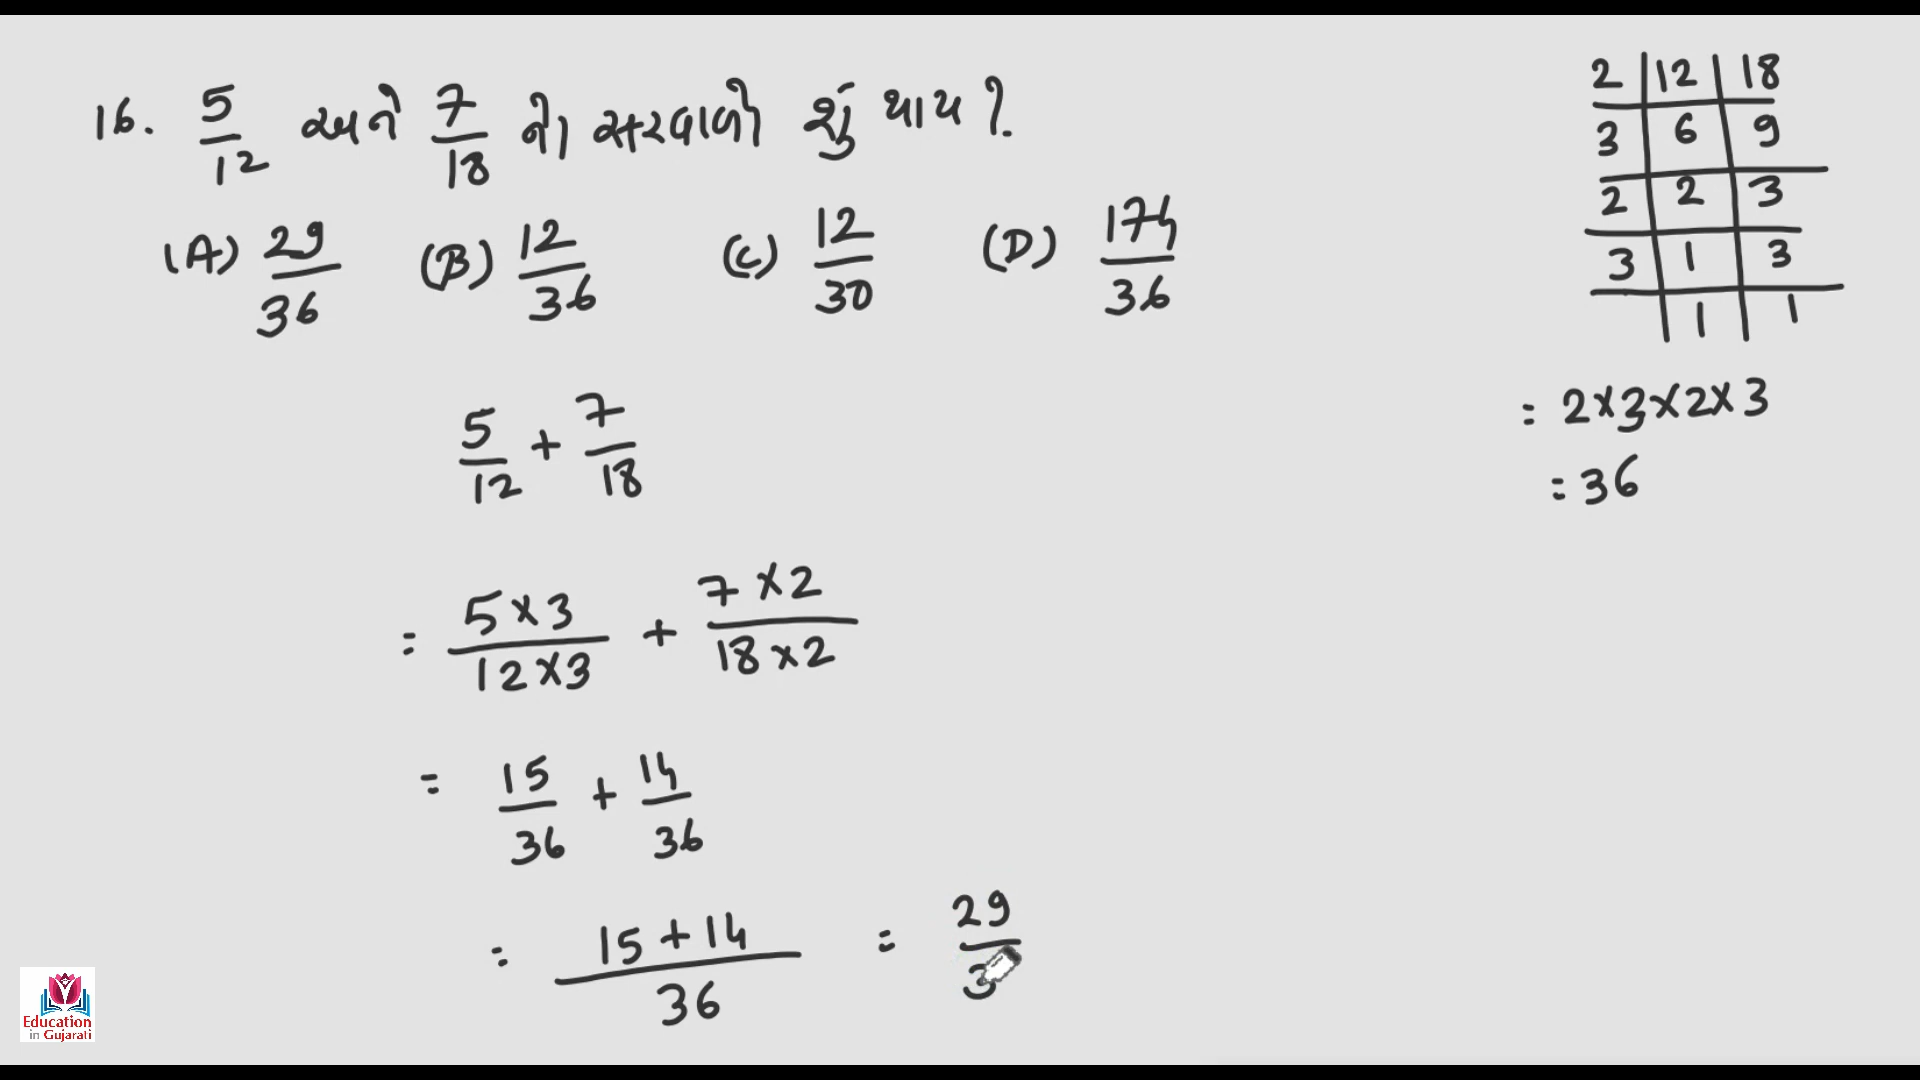 16. 5/12 અને 7/18 નો સરવાળો શું થાય ?
(A) 29/36 (B) 12/36 (C) 12/30 (D) 174/36
5/12 + 7/18
= 5×3/12×3 + 7×2/18×2
= 15/36 + 14/36
= 15+14/36 = 29/3
2 | 12 | 18
3 | 6 | 9
2 | 2 | 3
3 | 1 | 3
1 | 1
= 2×3×2×3
= 36
Education
in Gujarati